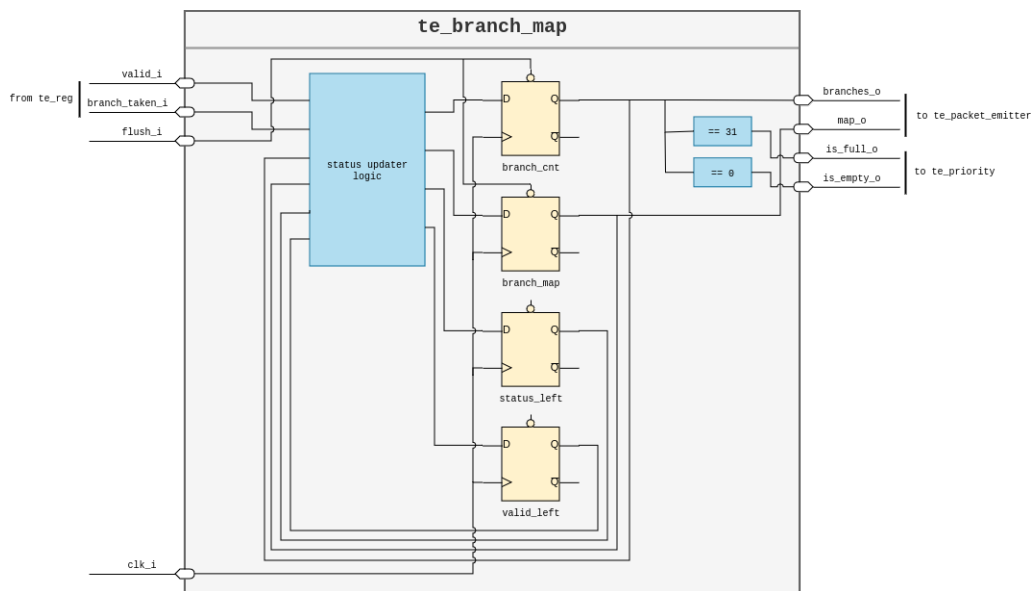 te_branch_map
valid_i
from te_reg
branch_taken_i
flush_i
status updater
logic
D
Q
Q
branch_cnt
D
Q
Q
branch_map
D
Q
Q
status_left
D
Q
Q
valid_left
== 31
== 0
branches_o
to te_packet_emitter
map_o
is_full_o
to te_priority
is_empty_o
clk_i